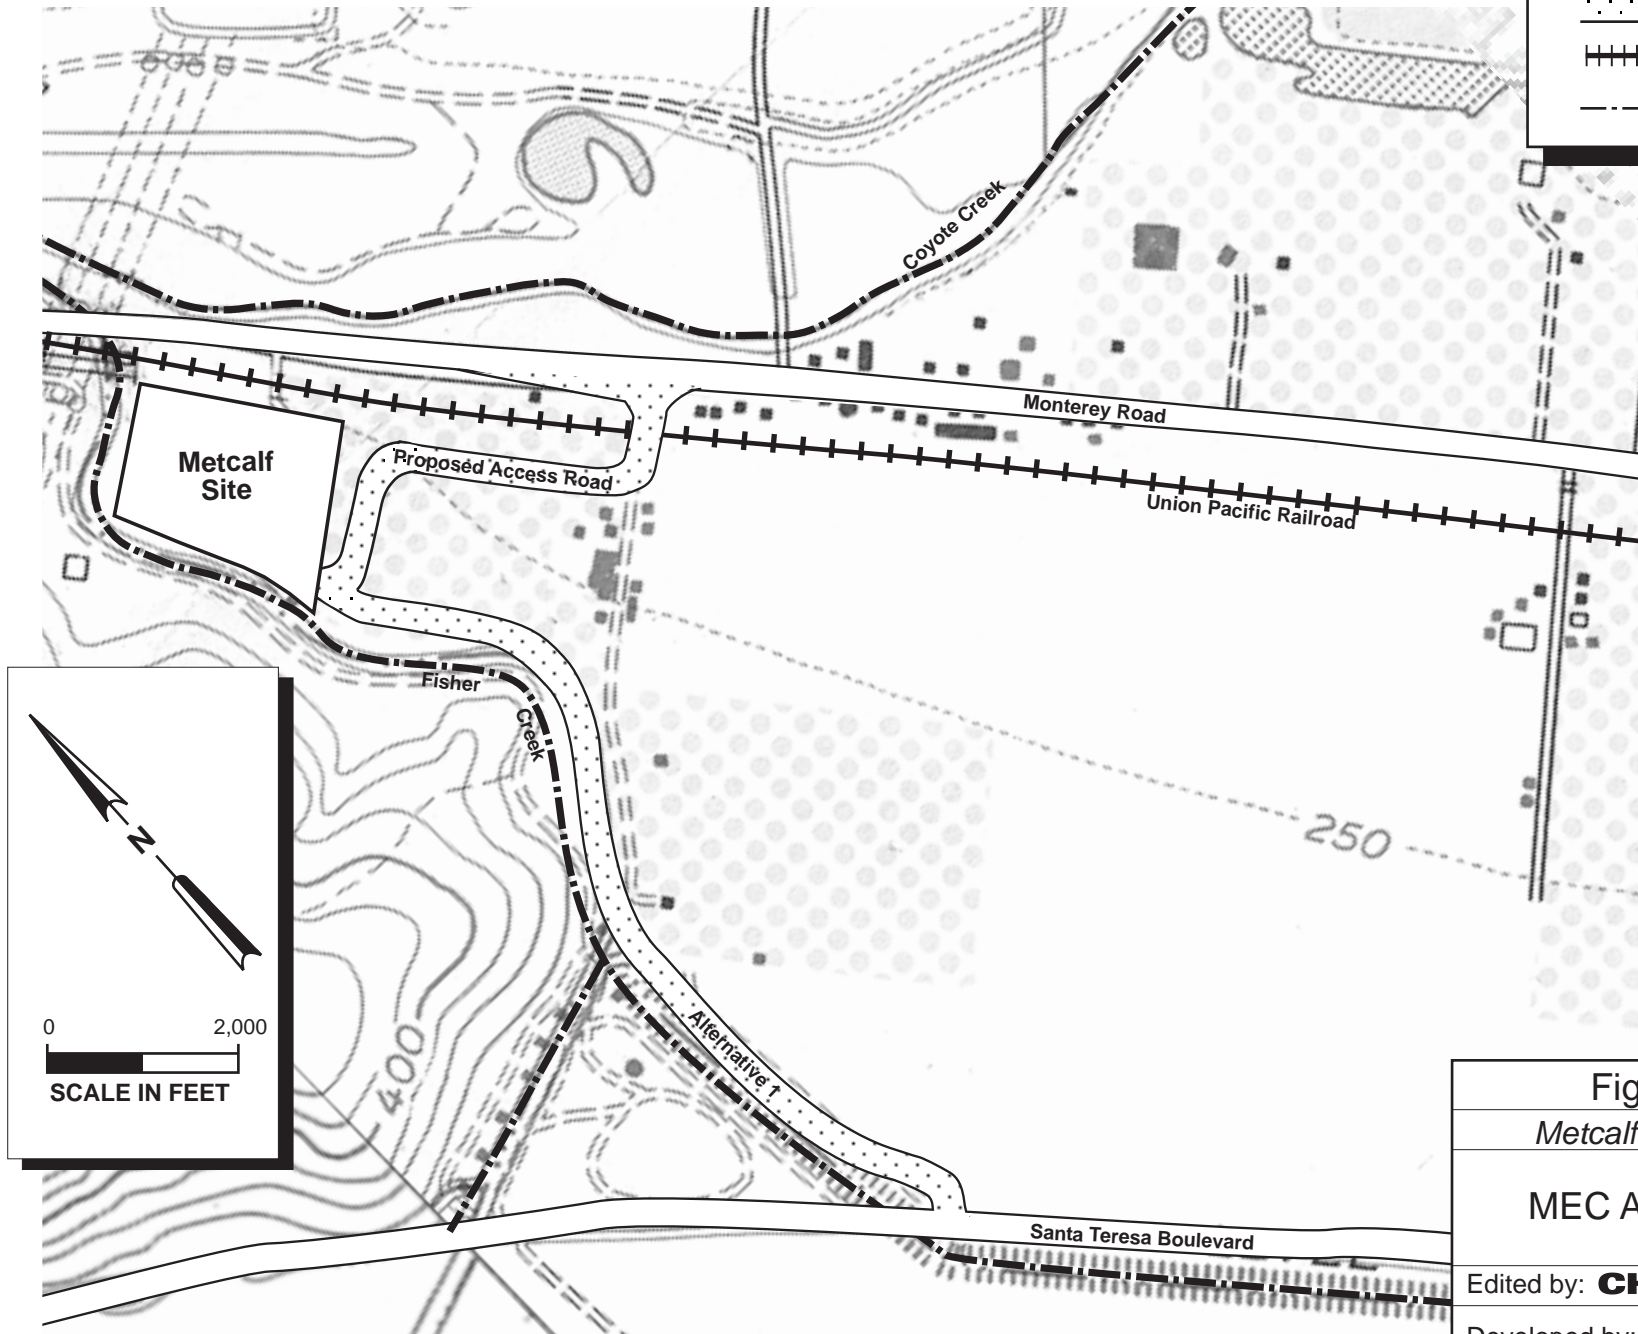 Coyote Creek
Monterey Road
Metcalf
Site
Proposed Access Road
Union Pacific Railroad
Fisher
Creek
N
250
0 2,000
SCALE IN FEET
400
Alternative 1
Santa Teresa Boulevard
Fig
Metcalf
MEC A
Edited by: